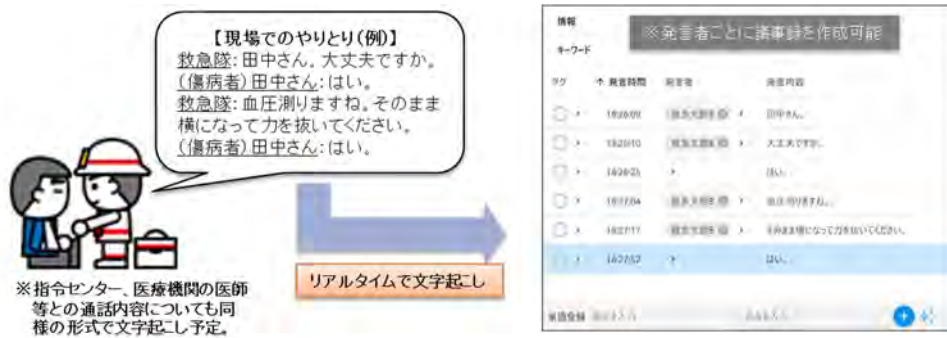 【現場でのやりとり(例)】
救急隊:田中さん。大丈夫ですか。
(傷病者)田中さん:はい。
救急隊:血圧測りますね。そのまま
横になって力を抜いてください。
(傷病者)田中さん:はい。
リアルタイムで文字起こし
※指令センター、医療機関の医師
等との通話内容についても同
様の形式で文字起こし予定。
情報
※発言者ごとに議事録を作成可能
キーワード
タグ ↑ 発言時間 発言者 発言内容
田中さん。
大丈夫ですか。
はい。
血圧測りますね。
そのまま横になって力を抜いてください。
はい。
単語登録